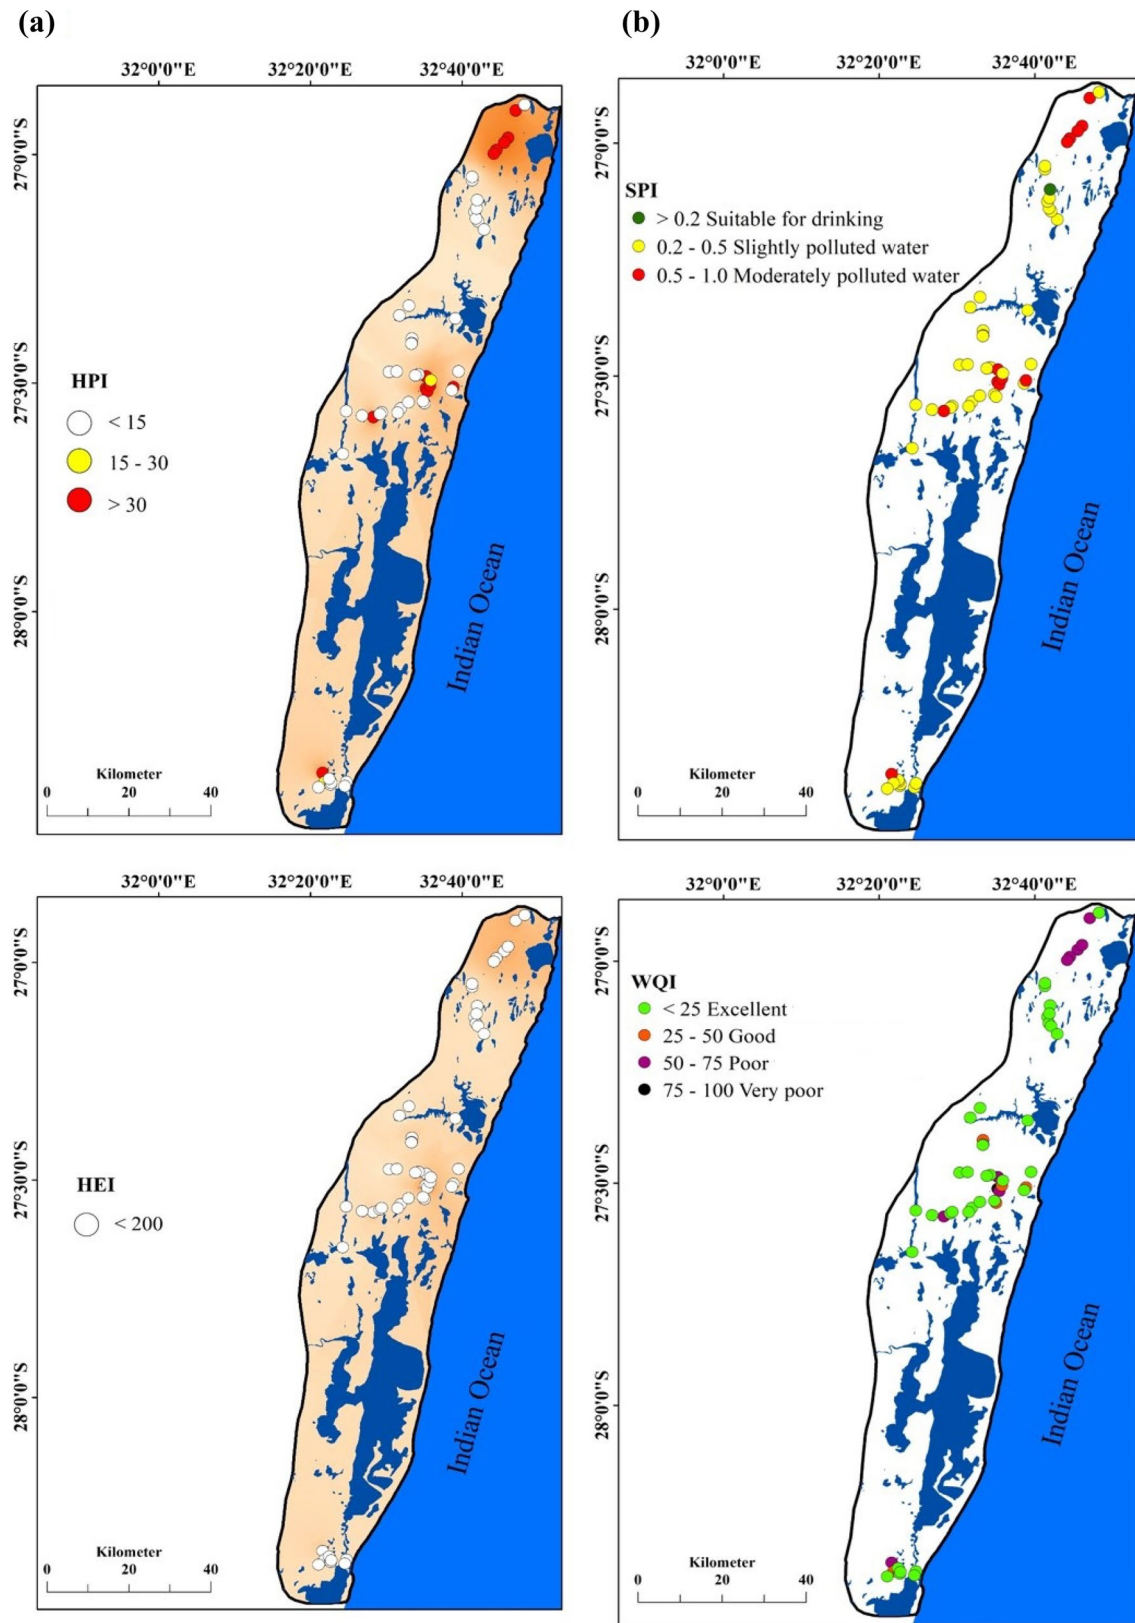 (a)
(b)
32°0'0"E 32°20'0"E 32°40'0"E
27°0'0"S
27°30'0"S
28°0'0"S
HPI
< 15
15 - 30
> 30
Indian Ocean
Kilometer
0 20 40
32°0'0"E 32°20'0"E 32°40'0"E
27°0'0"S
27°30'0"S
28°0'0"S
SPI
> 0.2 Suitable for drinking
0.2 - 0.5 Slightly polluted water
0.5 - 1.0 Moderately polluted water
Indian Ocean
Kilometer
0 20 40
32°0'0"E 32°20'0"E 32°40'0"E
27°0'0"S
27°30'0"S
28°0'0"S
HEI
< 200
Indian Ocean
Kilometer
0 20 40
32°0'0"E 32°20'0"E 32°40'0"E
27°0'0"S
27°30'0"S
28°0'0"S
WQI
< 25 Excellent
25 - 50 Good
50 - 75 Poor
75 - 100 Very poor
Indian Ocean
Kilometer
0 20 40